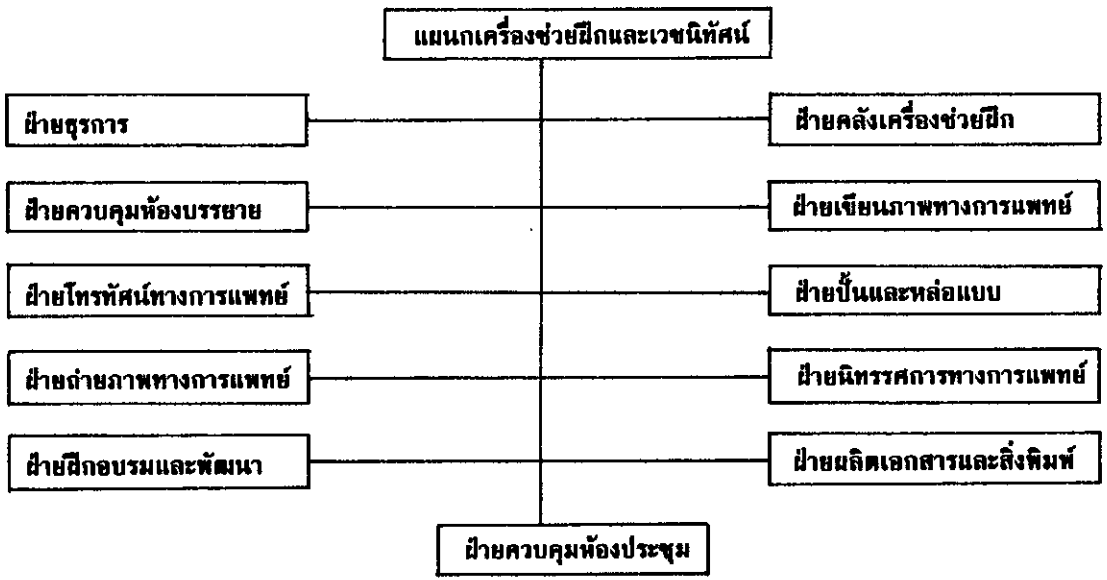 แผนกเครื่องช่วยฝึกและเวชนิทัศน์
ฝ่ายธุรการ
ฝ่ายคลังเครื่องช่วยฝึก
ฝ่ายควบคุมห้องบรรยาย
ฝ่ายเขียนภาพทางการแพทย์
ฝ่ายโทรทัศน์ทางการแพทย์
ฝ่ายปั้นและหล่อแบบ
ฝ่ายถ่ายภาพทางการแพทย์
ฝ่ายนิทรรศการทางการแพทย์
ฝ่ายฝึกอบรมและพัฒนา
ฝ่ายผลิตเอกสารและสิ่งพิมพ์
ฝ่ายควบคุมห้องประชุม